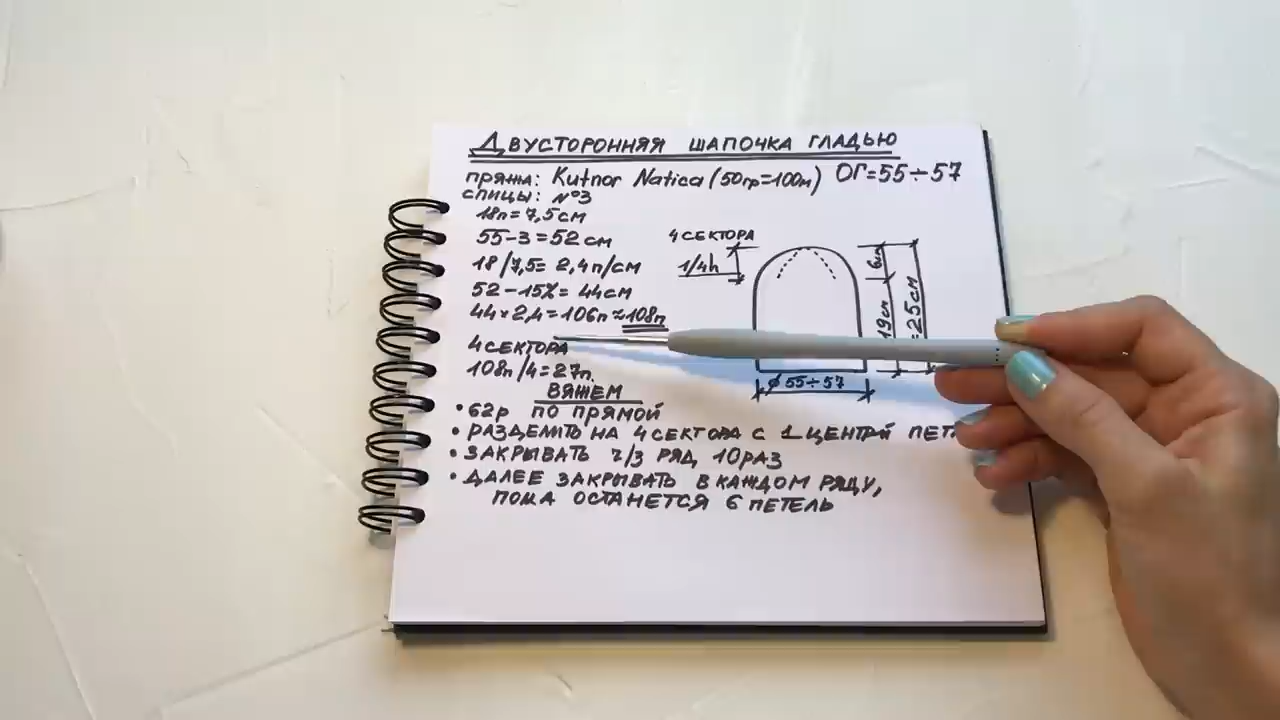 ДВУСТОРОННЯЯ ШАПОЧКА ГЛАДЬЮ
ПРЯЖА: Kutnor Natica (50гр=100м) ОГ=55÷57
СПИЦЫ: №3
18п=7,5см
55-3=52см
18/7,5=2,4п/см
52-15%=44см
44×2,4=106п≈108п
4 СЕКТОРА
108п/4=27п.
4 СЕКТОРА
1/4h
6см
19см
=25см
⌀ 55÷57
ВЯЖЕМ
• 62р ПО ПРЯМОЙ
• РАЗДЕЛИТЬ НА 4 СЕКТОРА С 1 ЦЕНТР ПЕТ
• ЗАКРЫВАТЬ Ч/З РЯД 10 РАЗ
• ДАЛЕЕ ЗАКРЫВАТЬ В КАЖДОМ РЯДУ,
ПОКА ОСТАНЕТСЯ 6 ПЕТЕЛЬ